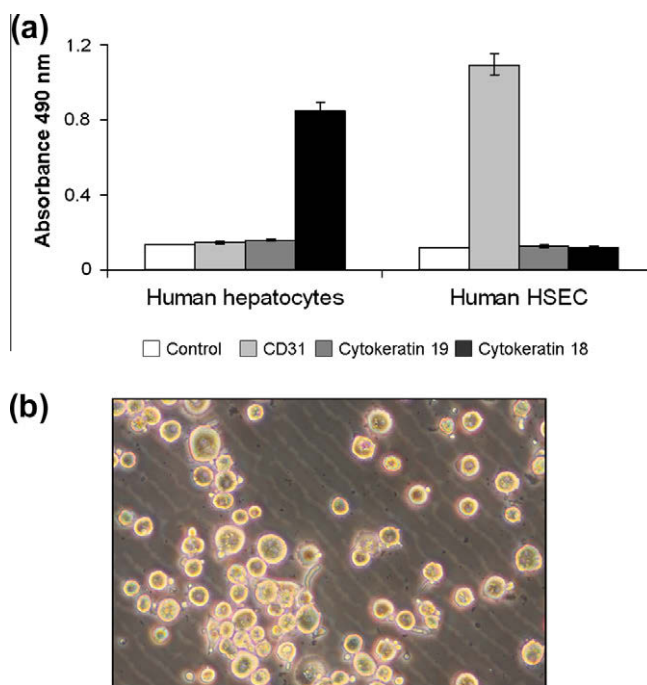 (a)
Absorbance 490 nm
1.2
0.8
0.4
0
Human hepatocytes Human HSEC
Control CD31 Cytokeratin 19 Cytokeratin 18
(b)